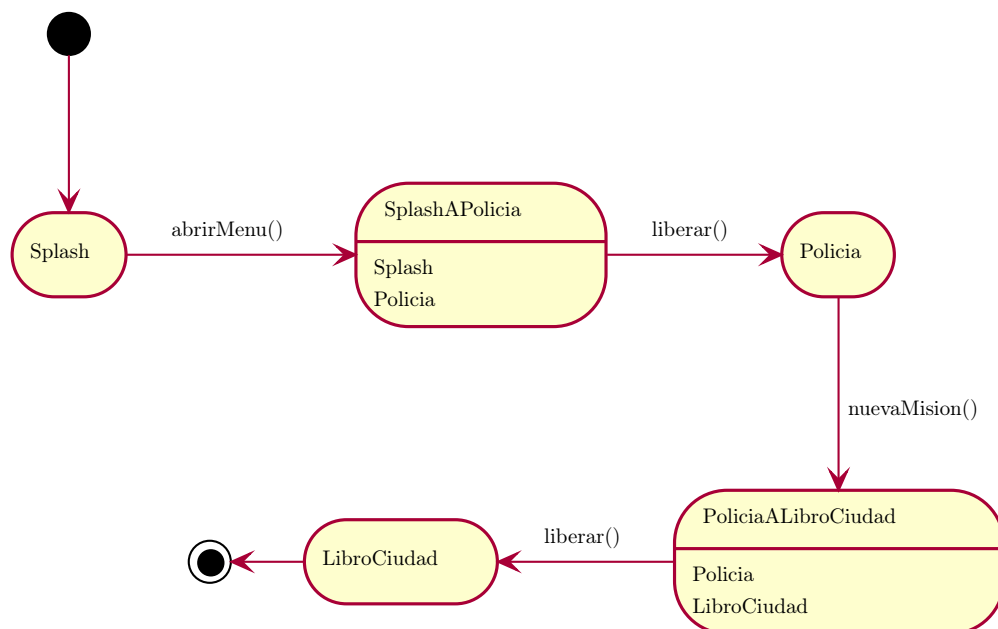 Splash
abrirMenu()
SplashAPolicia
Splash
Policia
liberar()
Policia
nuevaMision()
PoliciaALibroCiudad
Policia
LibroCiudad
liberar()
LibroCiudad